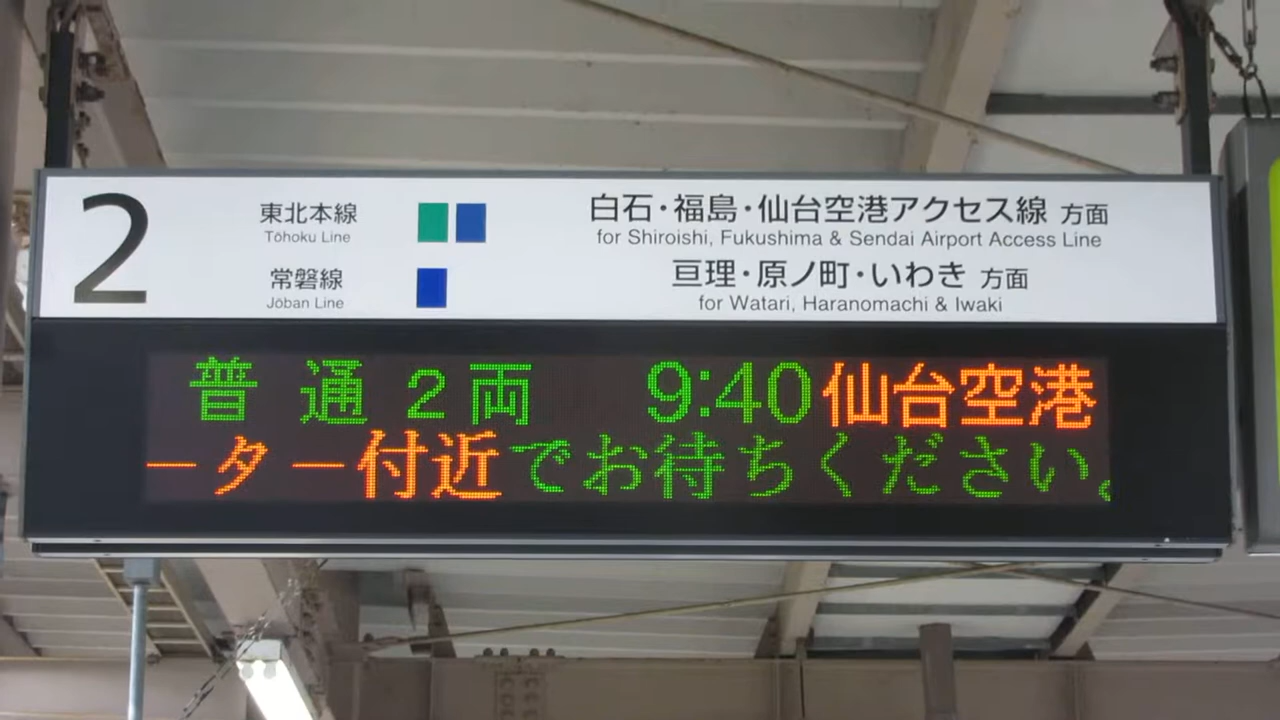 2
東北本線 白石・福島・仙台空港アクセス線 方面
Tōhoku Line for Shiroishi, Fukushima & Sendai Airport Access Line
常磐線 亘理・原ノ町・いわき 方面
Jōban Line for Watari, Haranomachi & Iwaki
普通 2両 9:40 仙台空港
ーター付近でお待ちください。